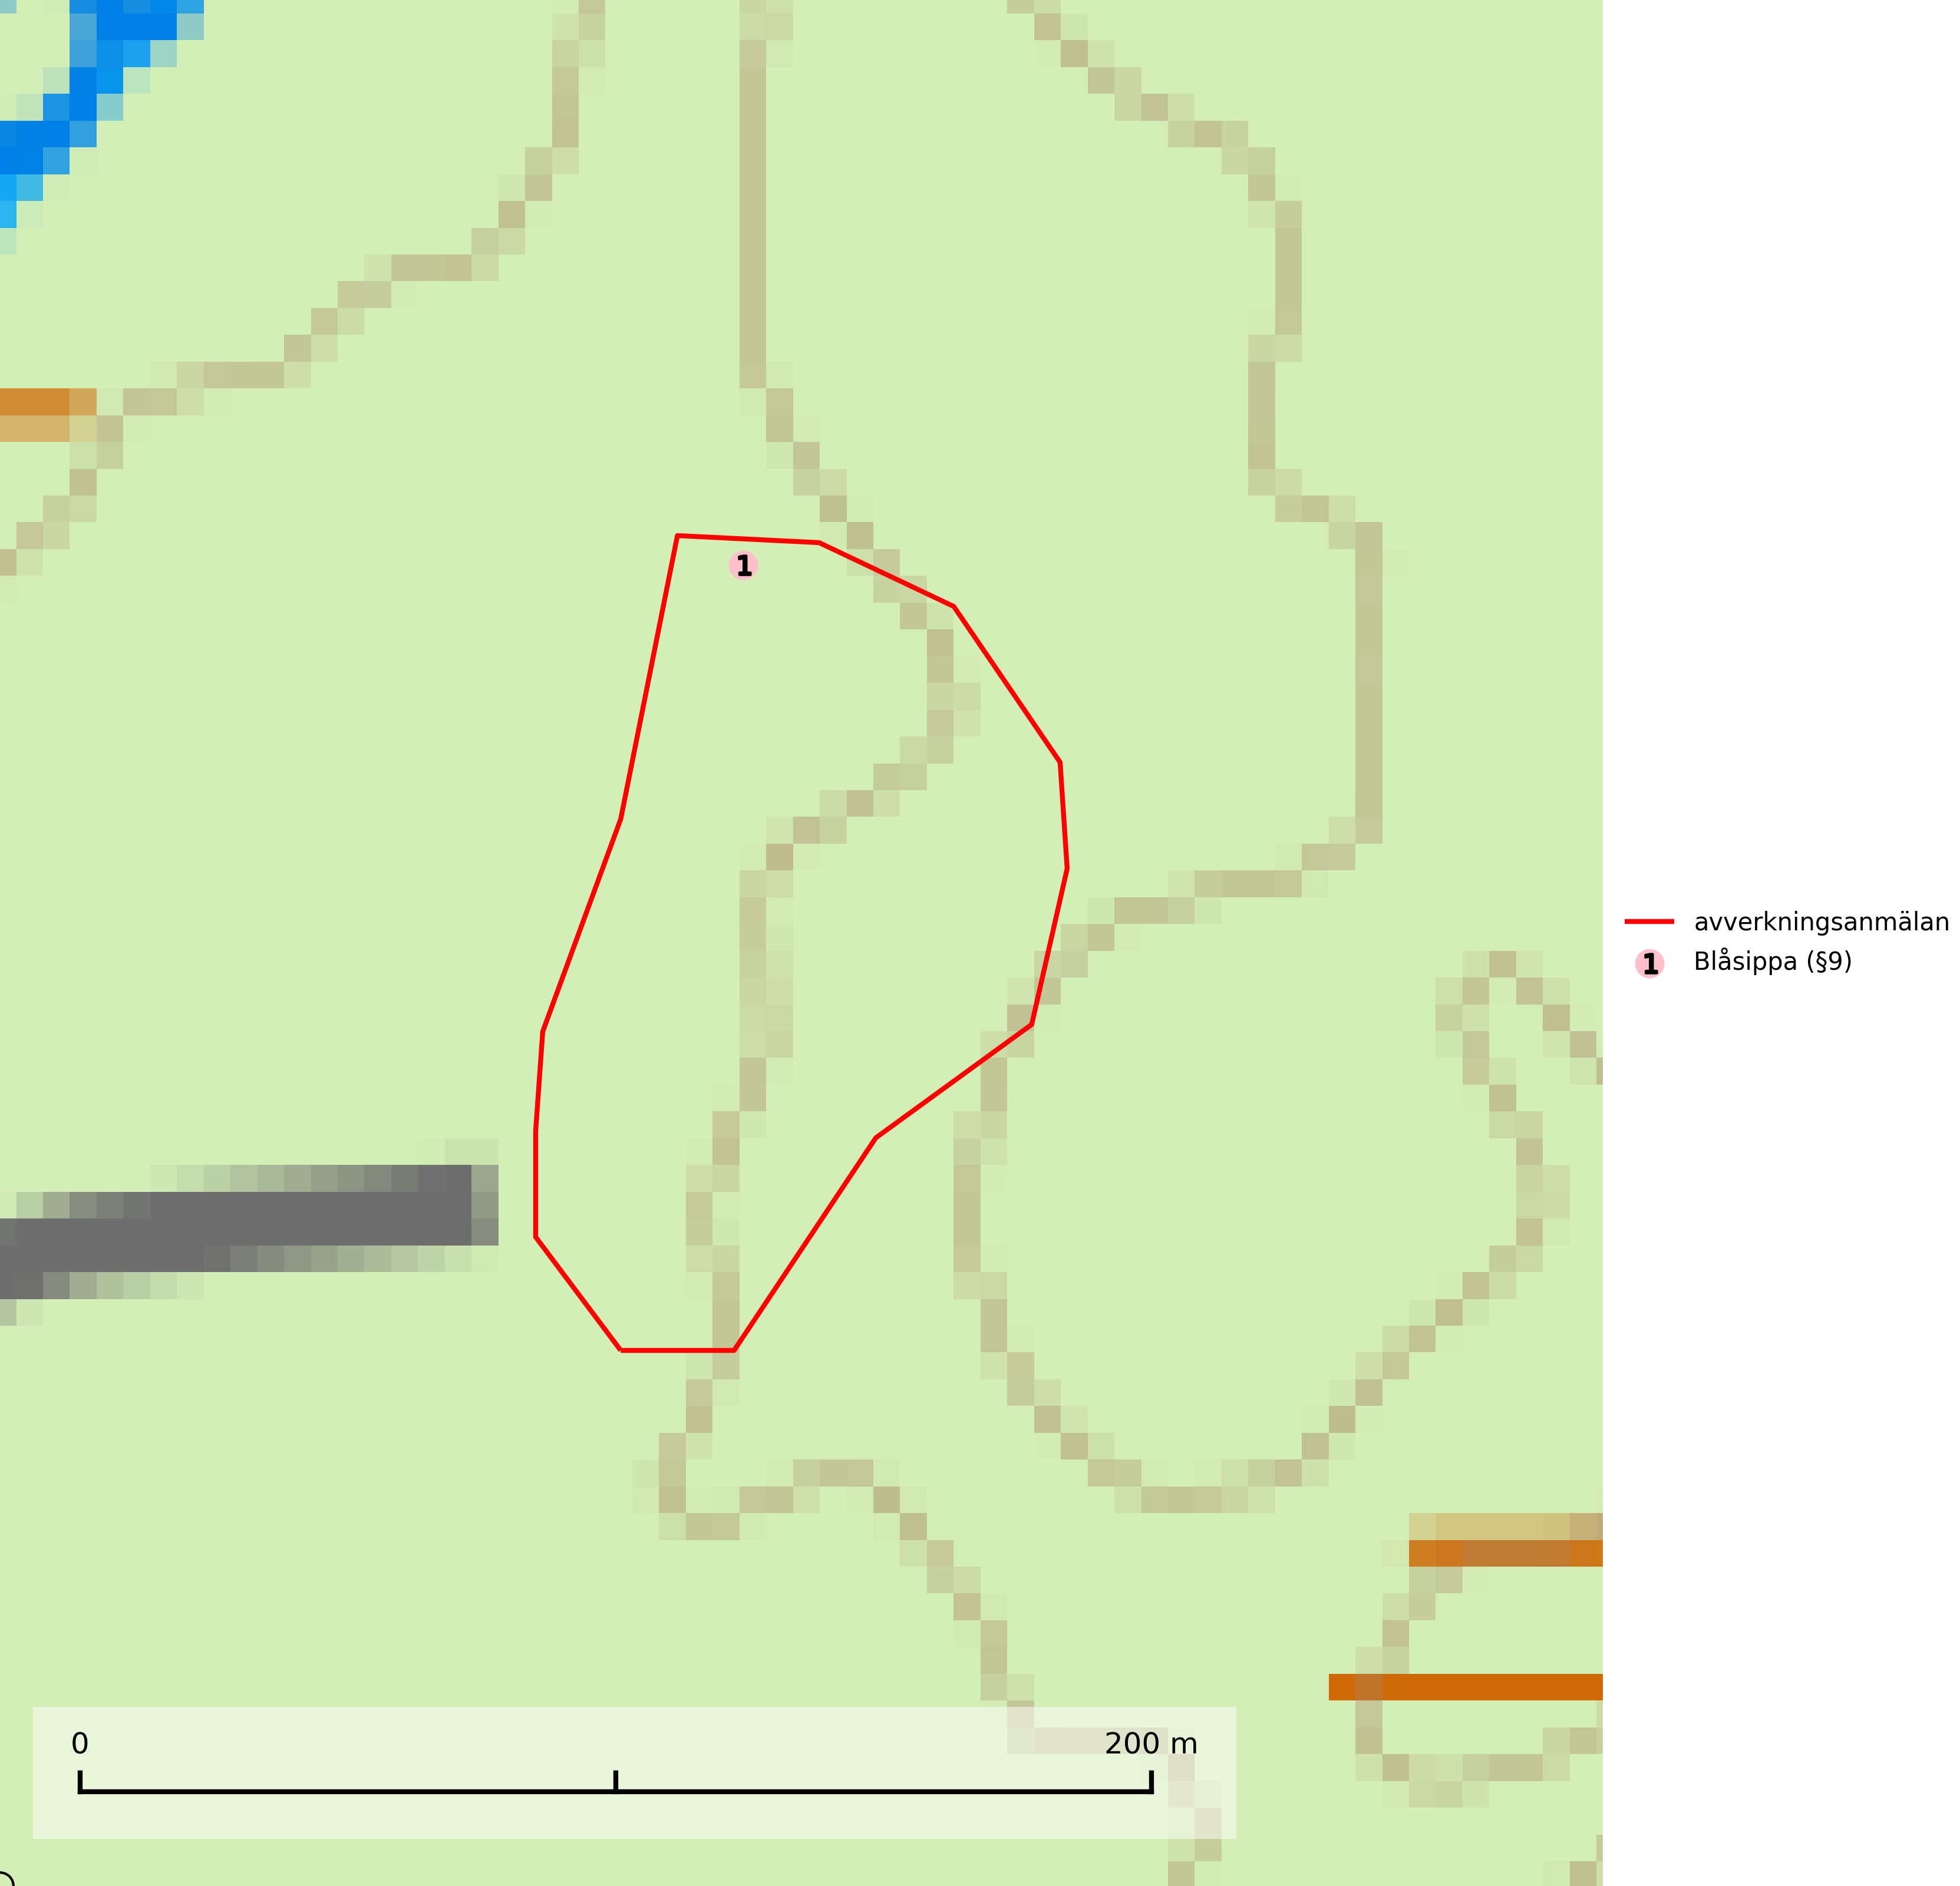 1
avverkningsanmälan
1 Blåsippa (§9)
0 200 m